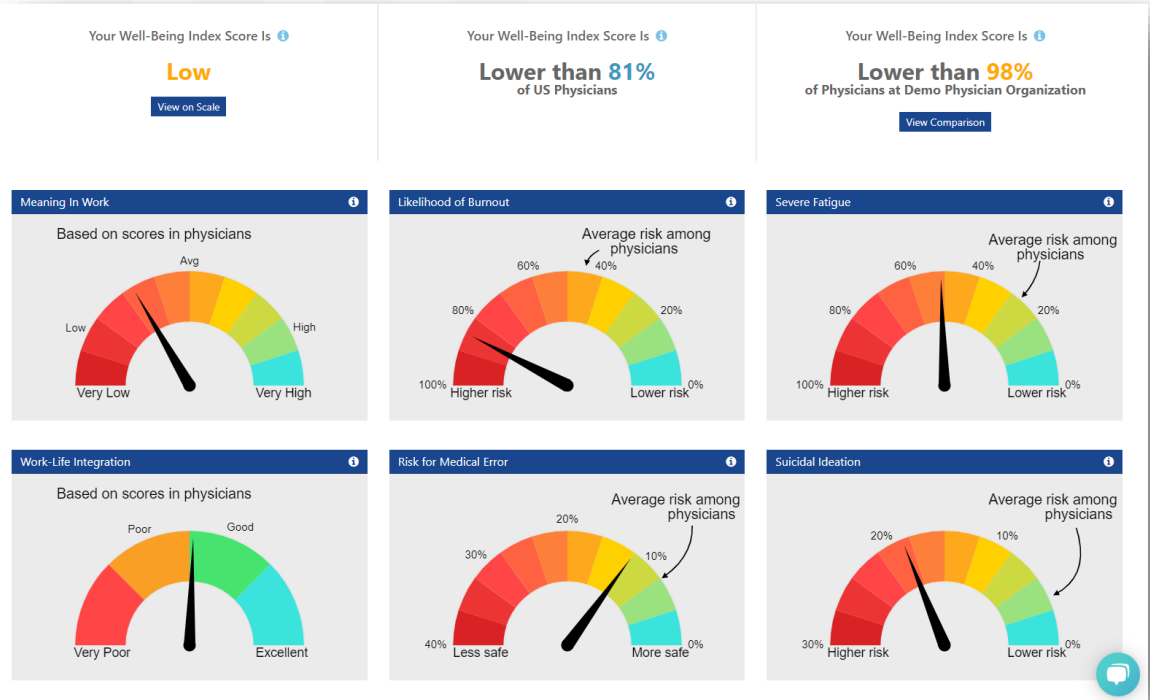 Your Well-Being Index Score Is
Low
View on Scale
Your Well-Being Index Score Is
Lower than 81%
of US Physicians
Your Well-Being Index Score Is
Lower than 98%
of Physicians at Demo Physician Organization
View Comparison
Meaning In Work
Based on scores in physicians
Avg
Low
High
Very Low
Very High
Likelihood of Burnout
Average risk among
physicians
60%
40%
80%
20%
100%
0%
Higher risk
Lower risk
Severe Fatigue
Average risk among
physicians
60%
40%
80%
20%
100%
0%
Higher risk
Lower risk
Work-Life Integration
Based on scores in physicians
Poor
Good
Very Poor
Excellent
Risk for Medical Error
Average risk among
physicians
20%
30%
10%
40%
0%
Less safe
More safe
Suicidal Ideation
Average risk among
physicians
20%
10%
30%
0%
Higher risk
Lower risk